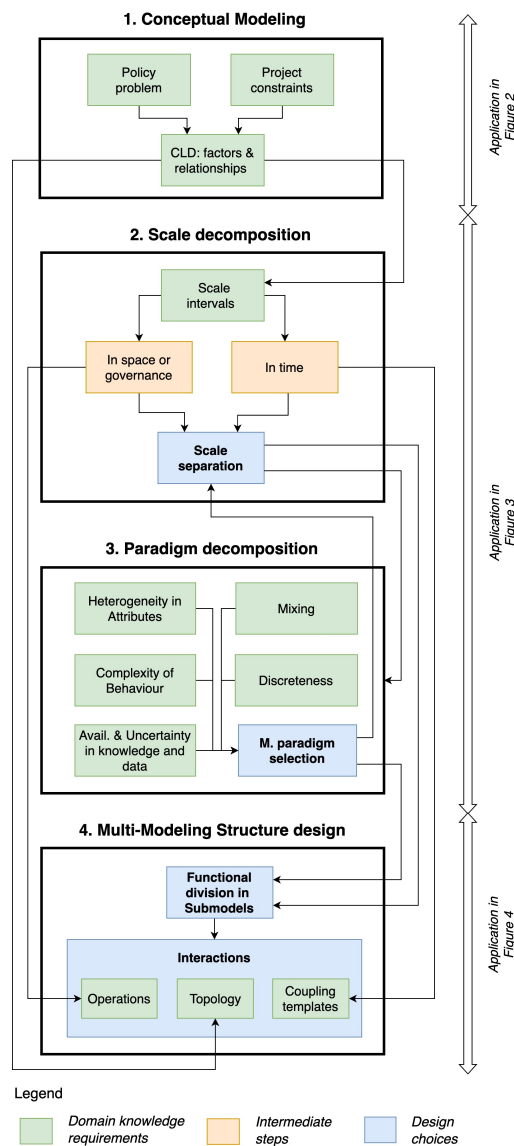 1. Conceptual Modeling
Policy
problem
Project
constraints
CLD: factors &
relationships
Application in
Figure 2
2. Scale decomposition
Scale
intervals
In space or
governance
In time
Scale
separation
Application in
Figure 3
3. Paradigm decomposition
Heterogeneity in
Attributes
Mixing
Complexity of
Behaviour
Discreteness
Avail. & Uncertainty
in knowledge and
data
M. paradigm
selection
4. Multi-Modeling Structure design
Functional
division in
Submodels
Interactions
Operations
Topology
Coupling
templates
Application in
Figure 4
Legend
Domain knowledge
requirements
Intermediate
steps
Design
choices